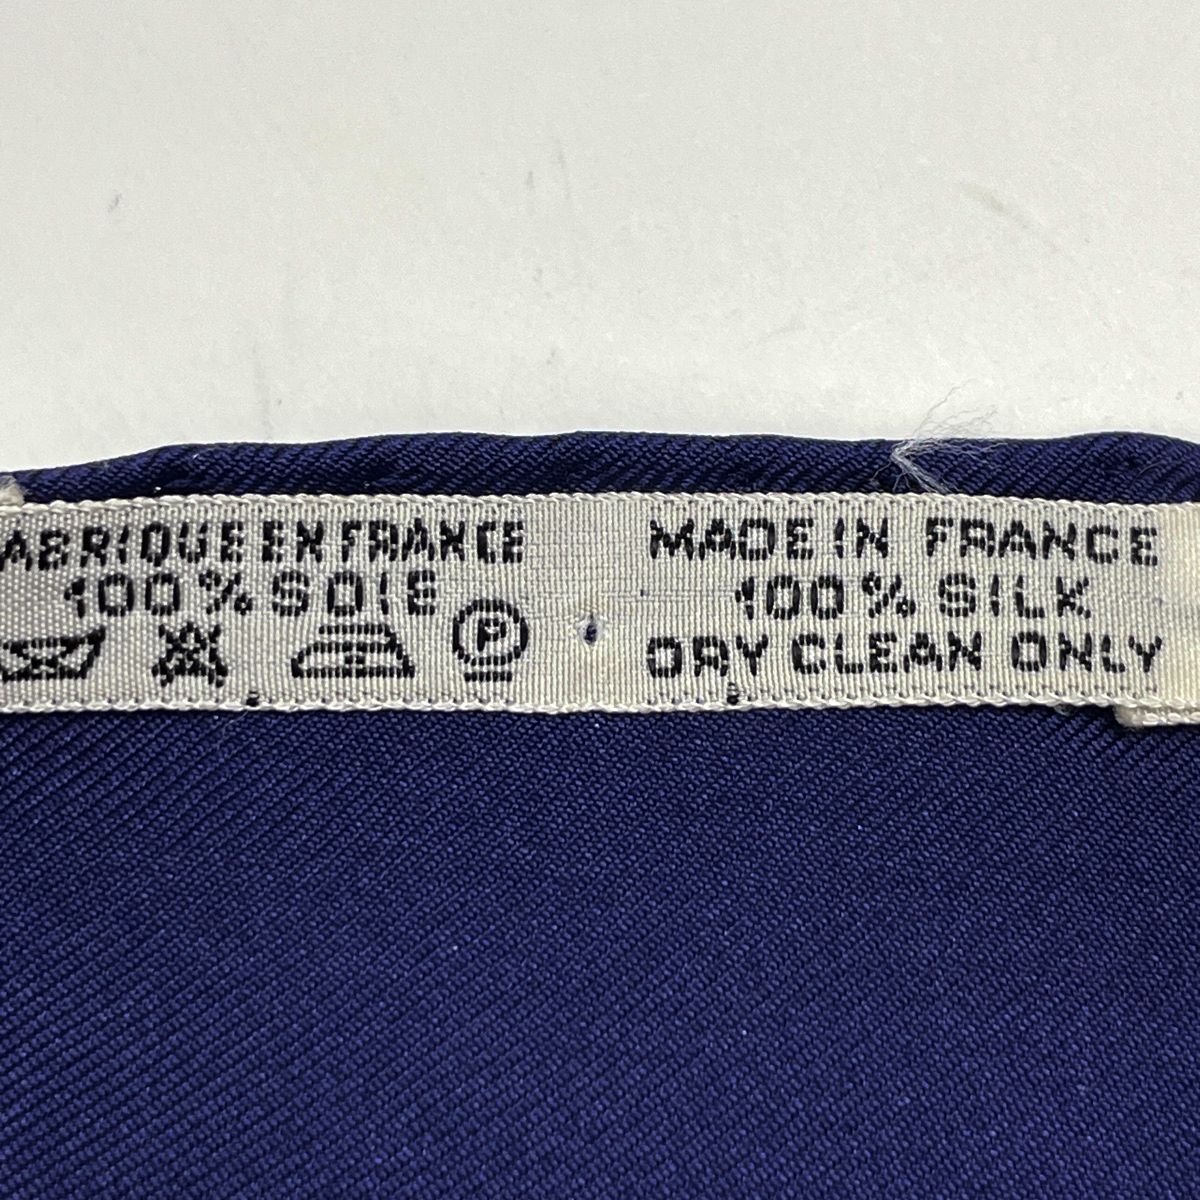 ABRIQUE EN FRANCE
100% SOIE
P
MADE IN FRANCE
100% SILK
DRY CLEAN ONLY